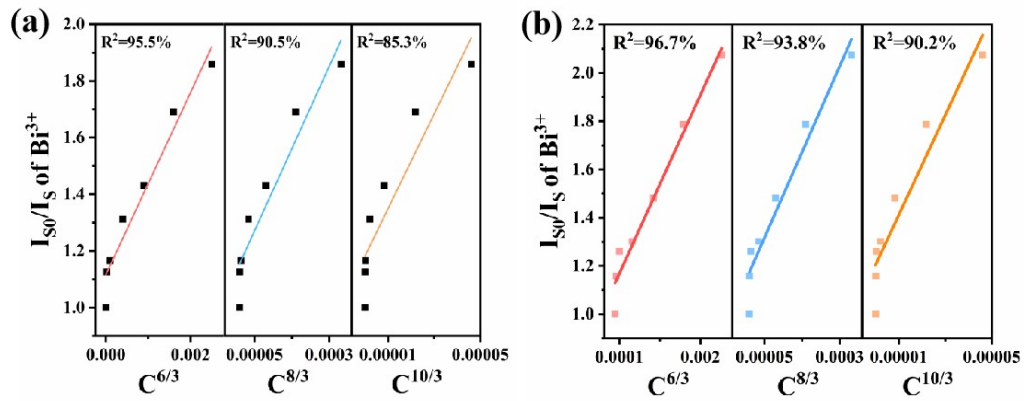 (a)
I_S0/I_S of Bi³⁺
2.0
1.8
1.6
1.4
1.2
1.0
R²=95.5%
R²=90.5%
R²=85.3%
0.000 0.002 0.00005 0.0003 0.00001 0.00005
C^6/3 C^8/3 C^10/3
(b)
I_S0/I_S of Bi³⁺
2.2
2.0
1.8
1.6
1.4
1.2
1.0
R²=96.7%
R²=93.8%
R²=90.2%
0.0001 0.002 0.00005 0.0003 0.00001 0.00005
C^6/3 C^8/3 C^10/3